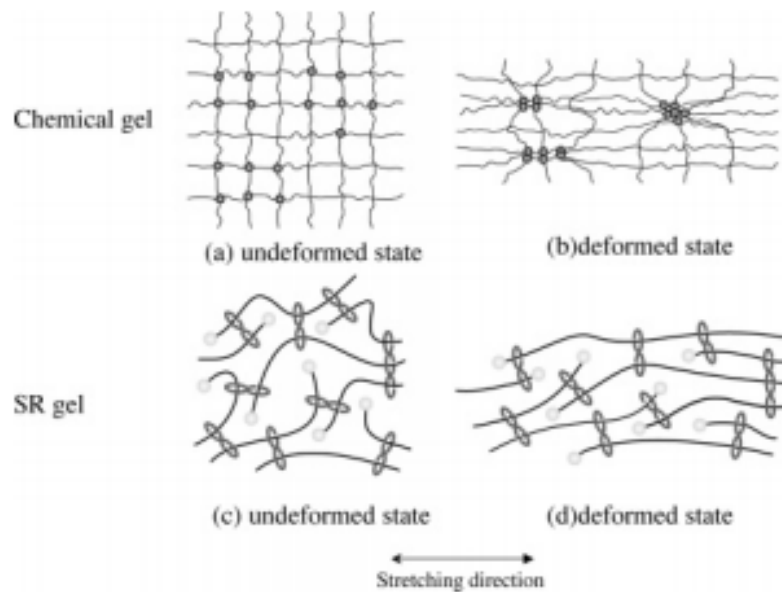 Chemical gel
(a) undeformed state
(b)deformed state
SR gel
(c) undeformed state
(d)deformed state
Stretching direction